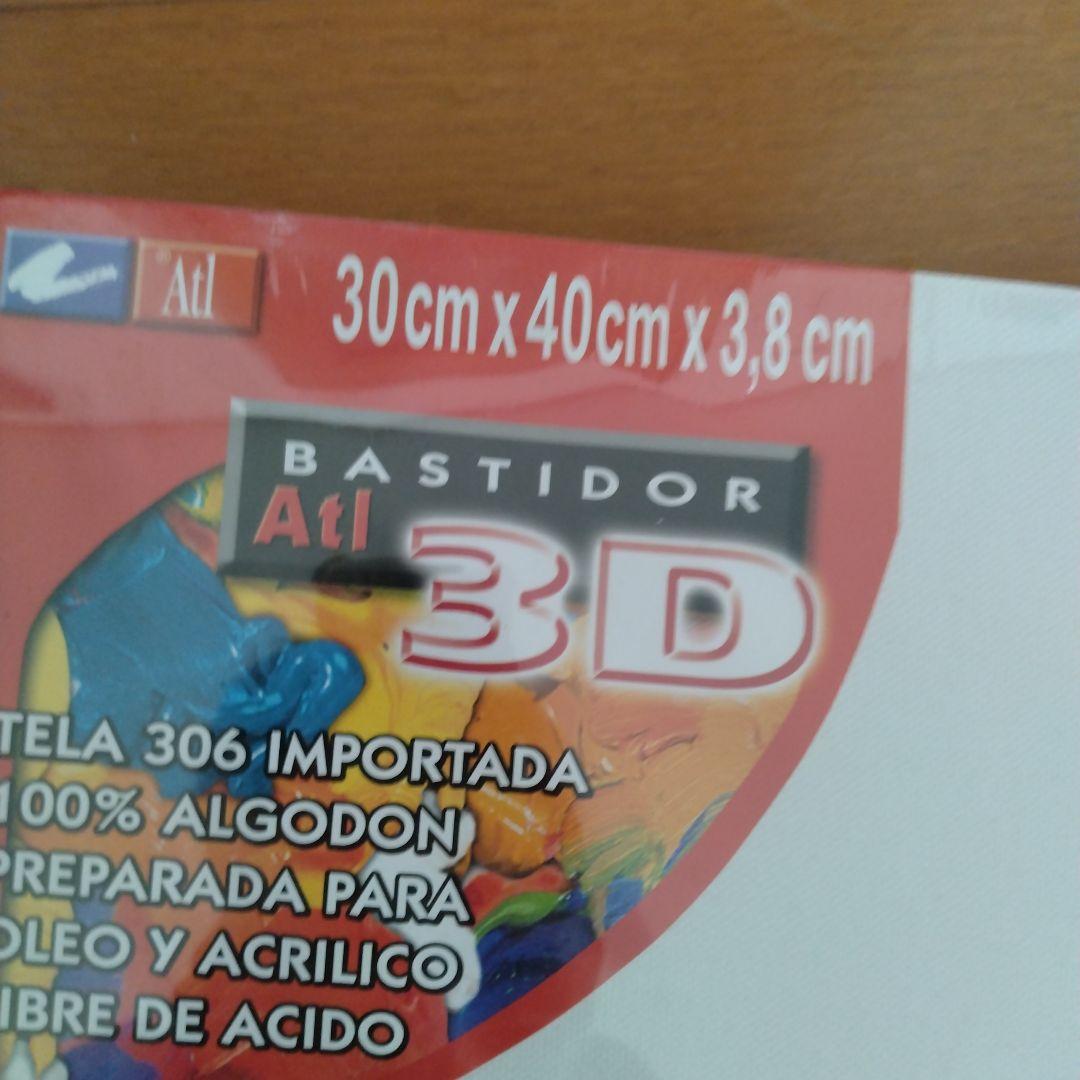 Atl
30cm x 40cm x 3,8 cm
BASTIDOR
Atl 3D
TELA 306 IMPORTADA
100% ALGODON
PREPARADA PARA
OLEO Y ACRILICO
IBRE DE ACIDO